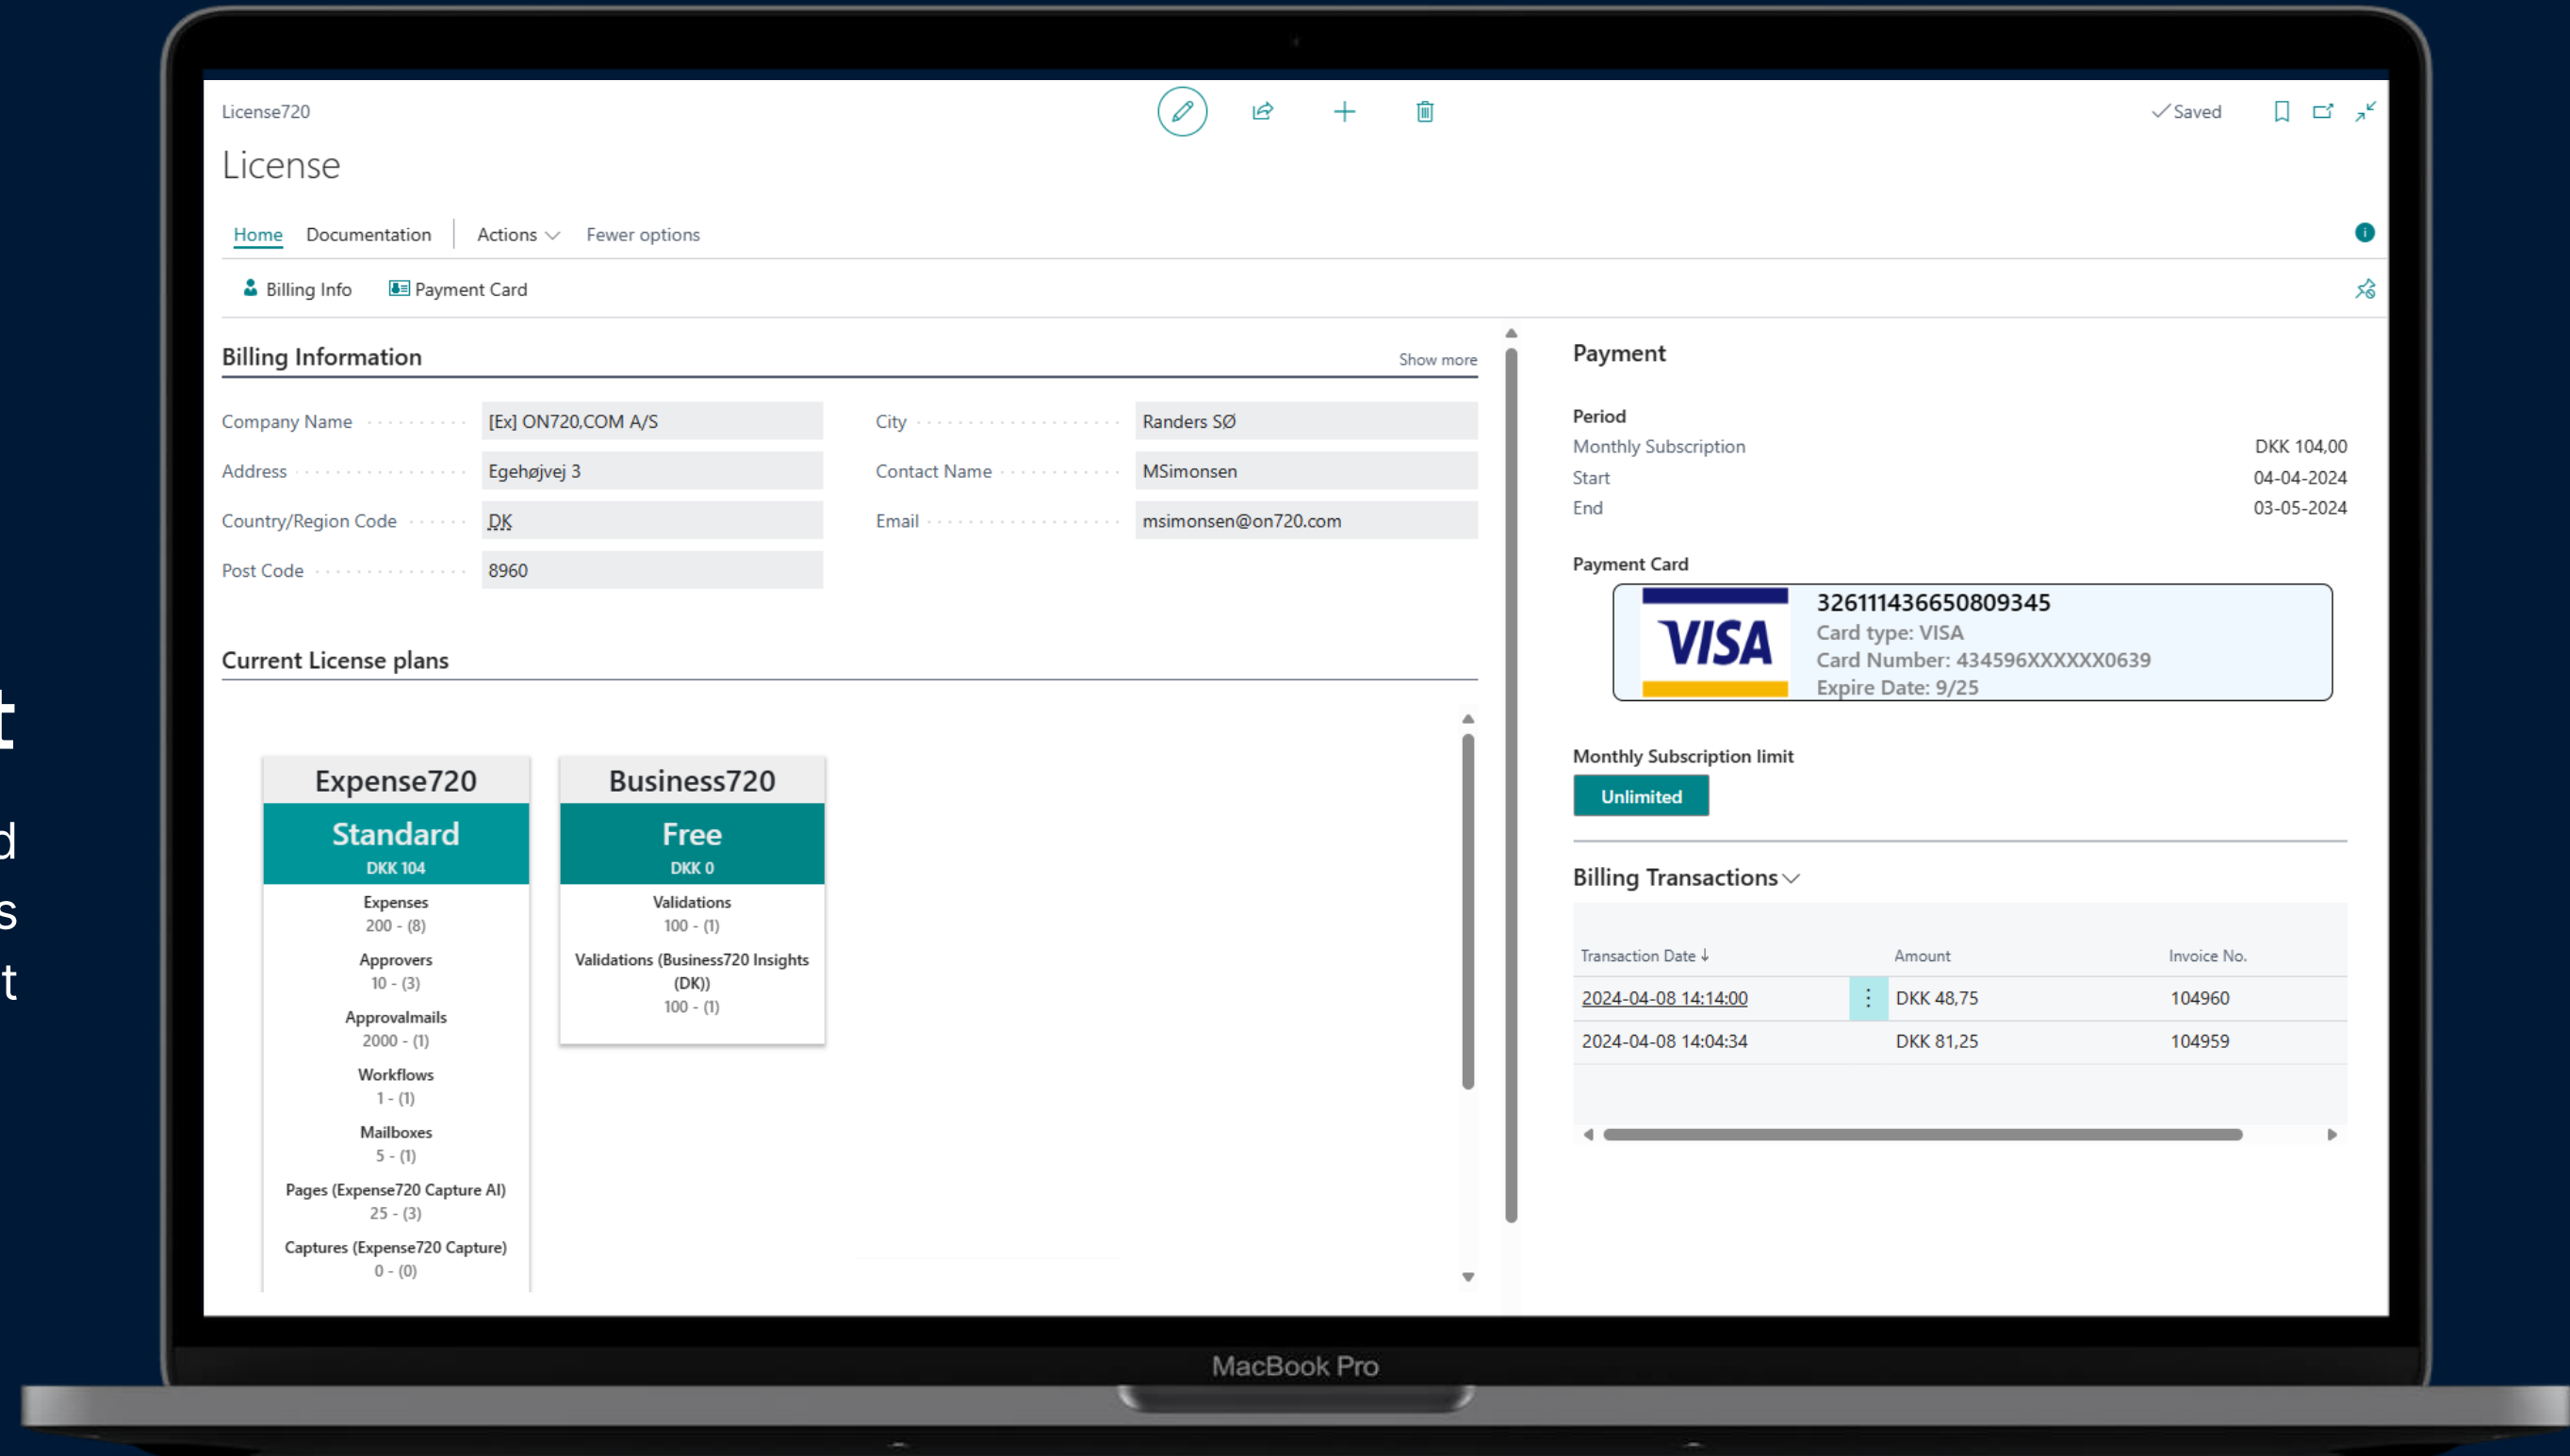 License720
Saved
License
Home Documentation Actions Fewer options
Billing Info Payment Card
Billing Information Show more
Company Name [Ex] ON720,COM A/S
City Randers SØ
Address Egehøjvej 3
Contact Name MSimonsen
Country/Region Code DK
Email msimonsen@on720.com
Post Code 8960
Current License plans
Expense720
Standard
DKK 104
Expenses
200 - (8)
Approvers
10 - (3)
Approvalmails
2000 - (1)
Workflows
1 - (1)
Mailboxes
5 - (1)
Pages (Expense720 Capture AI)
25 - (3)
Captures (Expense720 Capture)
0 - (0)
Business720
Free
DKK 0
Validations
100 - (1)
Validations (Business720 Insights
(DK))
100 - (1)
Payment
Period
Monthly Subscription DKK 104,00
Start 04-04-2024
End 03-05-2024
Payment Card
VISA
326111436650809345
Card type: VISA
Card Number: 434596XXXXXX0639
Expire Date: 9/25
Monthly Subscription limit
Unlimited
Billing Transactions
Transaction Date ↓ Amount Invoice No.
2024-04-08 14:14:00 DKK 48,75 104960
2024-04-08 14:04:34 DKK 81,25 104959
MacBook Pro
t
d
s
t